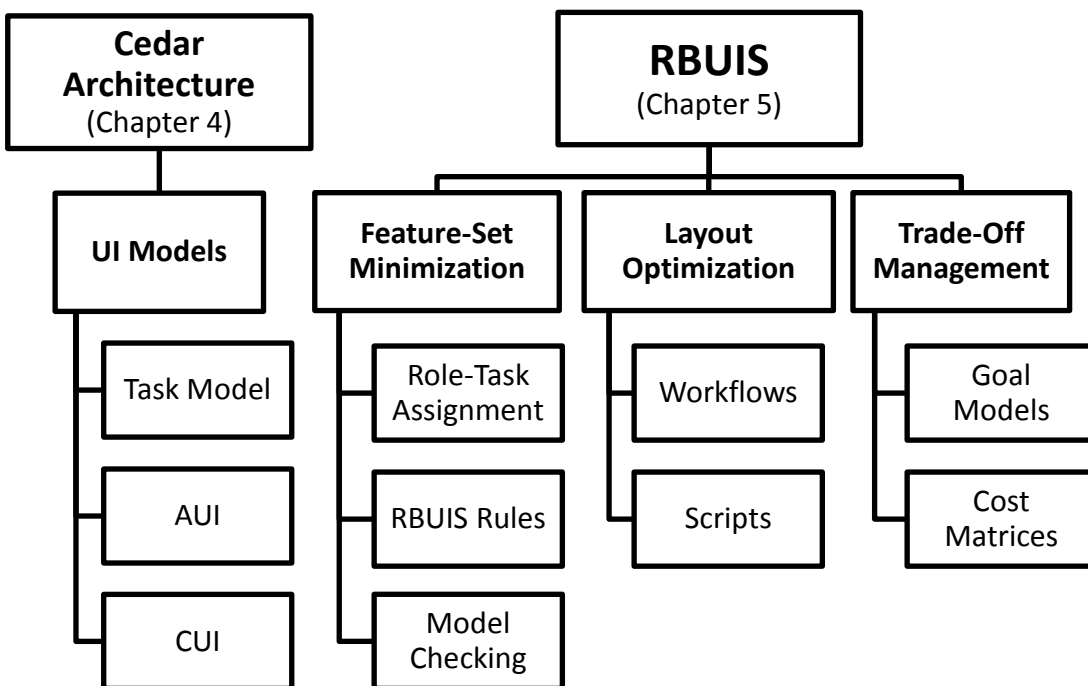 Cedar
Architecture
(Chapter 4)
RBUIS
(Chapter 5)
UI Models
Feature-Set
Minimization
Layout
Optimization
Trade-Off
Management
Task Model
Role-Task
Assignment
Workflows
Goal
Models
AUI
RBUIS Rules
Scripts
Cost
Matrices
CUI
Model
Checking